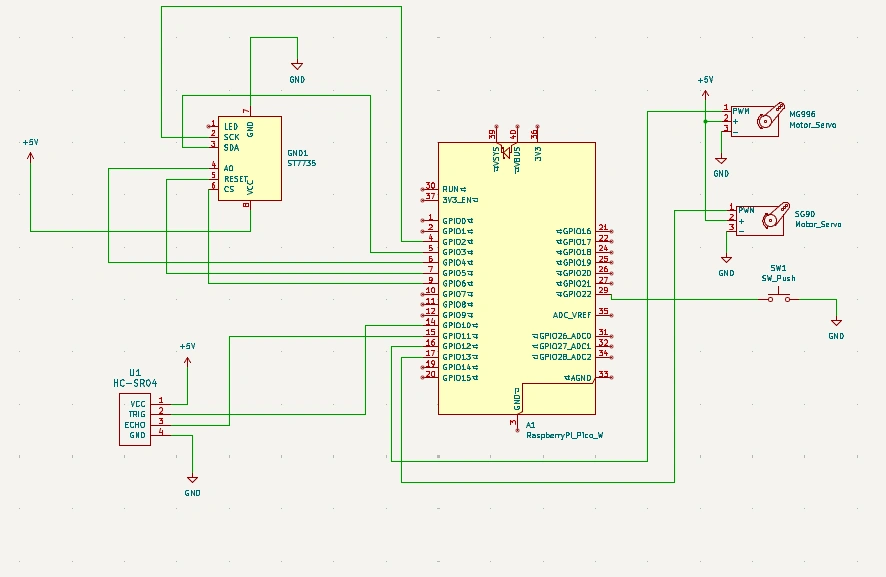 GND
+5V
7
GND
1 LED
2 SCK
3 SDA
4 A0
5 RESET
6 CS
VCC
8
GND1
ST7735
39
40
36
VSYS
VBUS
3V3
30 RUN
37 3V3_EN
1 GPIO0
2 GPIO1
4 GPIO2
5 GPIO3
6 GPIO4
7 GPIO5
9 GPIO6
10 GPIO7
11 GPIO8
12 GPIO9
14 GPIO10
15 GPIO11
16 GPIO12
17 GPIO13
19 GPIO14
20 GPIO15
GPIO16 21
GPIO17 22
GPIO18 24
GPIO19 25
GPIO20 26
GPIO21 27
GPIO22 29
ADC_VREF 35
GPIO26_ADC0 31
GPIO27_ADC1 32
GPIO28_ADC2 34
AGND 33
GND
3
A1
RaspberryPi_Pico_W
+5V
1 PWM
2 +
3 -
MG996
Motor_Servo
GND
1 PWM
2 +
3 -
SG90
Motor_Servo
GND
SW1
SW_Push
GND
+5V
U1
HC-SR04
VCC 1
TRIG 2
ECHO 3
GND 4
GND